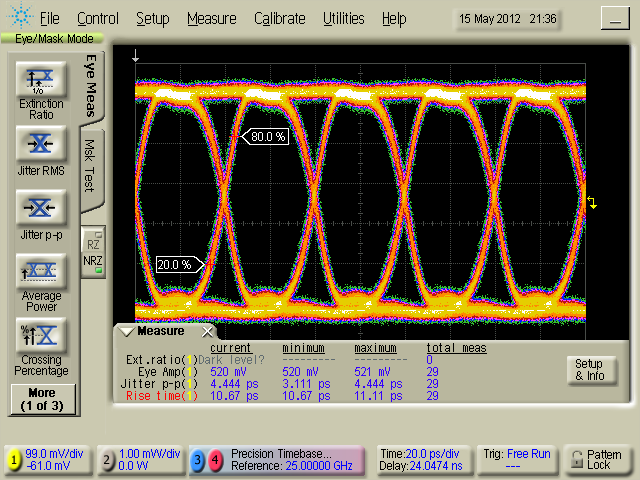 File Control Setup Measure Calibrate Utilities Help 15 May 2012 21:36
Eye/Mask Mode
Extinction
Ratio
Jitter RMS
Jitter p-p
Average
Power
Crossing
Percentage
More
(1 of 3)
Eye Meas
Msk Test
RZ
NRZ
80.0 %
20.0 %
Measure
current minimum maximum total meas
Ext.ratio(1) Dark level? --------- --------- 0
Eye Amp(1) 520 mV 520 mV 521 mV 29
Jitter p-p(1) 4.444 ps 3.111 ps 4.444 ps 29
Rise time(1) 10.67 ps 10.67 ps 11.11 ps 29
Setup
& Info
1 99.0 mV/div
-61.0 mV
2 1.00 mV/div
0.0 V
3 4 Precision Timebase...
Reference: 25.00000 GHz
Time:20.0 ps/div
Delay:24.0474 ns
Trig: Free Run
---
Pattern
Lock